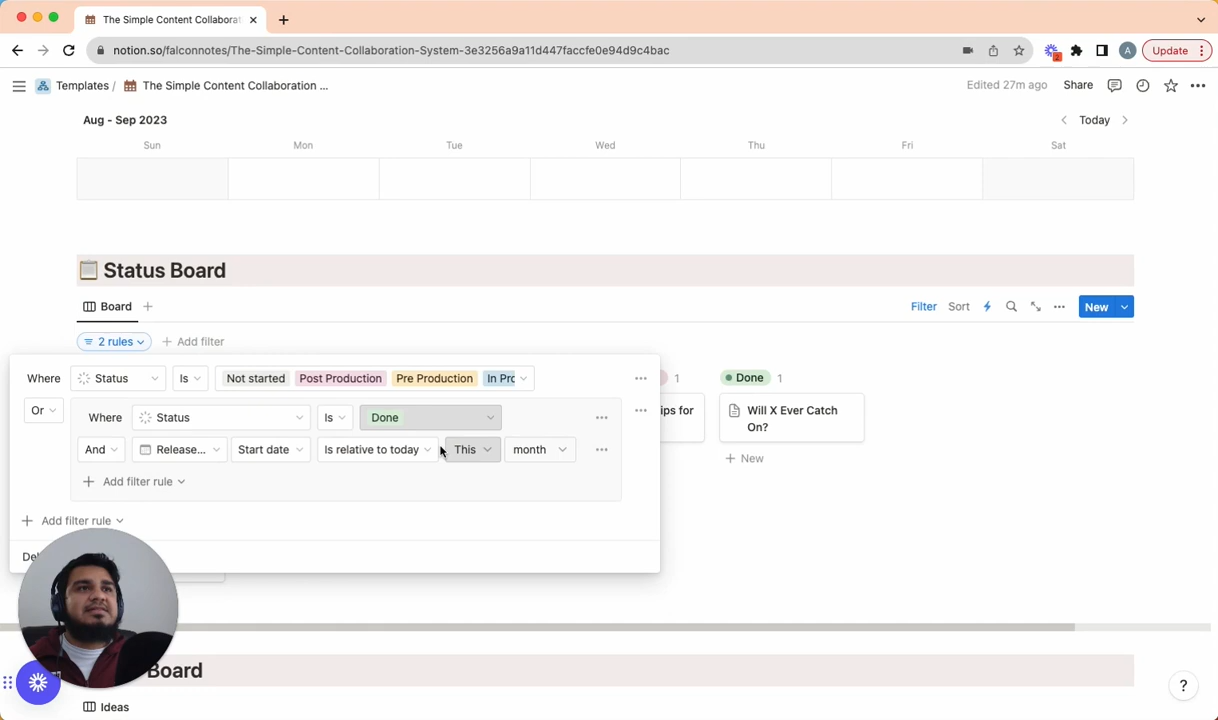 The Simple Content Collaborat
notion.so/falconnotes/The-Simple-Content-Collaboration-System-3e3256a9a11d447faccfe0e94d9c4bac
2
A
Update
Templates / The Simple Content Collaboration ...
Edited 27m ago
Share
Aug - Sep 2023
Today
Sun Mon Tue Wed Thu Fri Sat
Status Board
Board
Filter Sort New
2 rules Add filter
Where Status Is Not started Post Production Pre Production In Pro
1
Done 1
Or
Where Status Is Done
ips for
Will X Ever Catch
On?
And Release... Start date Is relative to today This month
New
Add filter rule
Add filter rule
Del
Board
?
Ideas